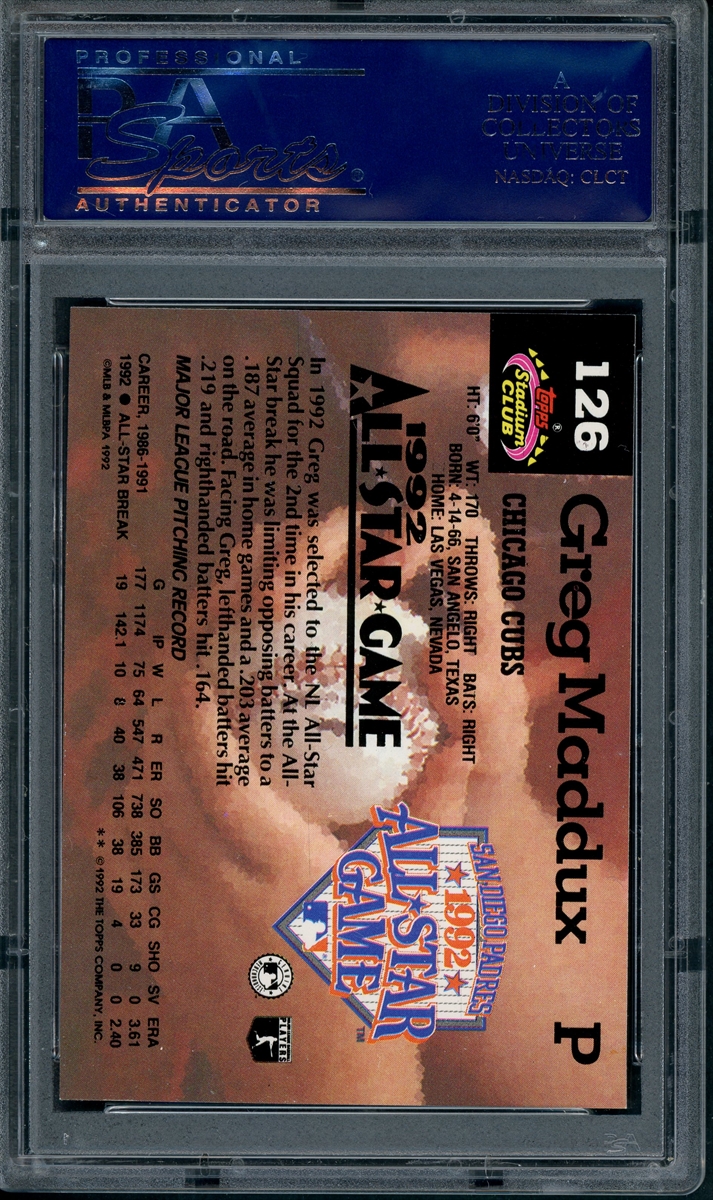 PROFESSIONAL
PSA
Sports
®
AUTHENTICATOR
A
DIVISION OF
COLLECTORS
UNIVERSE
NASDAQ: CLCT
126
topps®
Stadium
CLUB
Greg Maddux P
CHICAGO CUBS
HT: 6'0" WT: 170 THROWS: RIGHT BATS: RIGHT
BORN: 4-14-66, SAN ANGELO, TEXAS
HOME: LAS VEGAS, NEVADA
1992
ALL★STAR★GAME
SAN DIEGO PADRES
★1992★
ALL★STAR
GAME
TM
In 1992 Greg was selected to the NL All-Star
Squad for the 2nd time in his career. At the All-
Star break he was limiting opposing batters to a
.187 average in home games and a .203 average
on the road. Facing Greg, lefthanded batters hit
.219 and righthanded batters hit .164.
MAJOR LEAGUE PITCHING RECORD
G IP W L R ER SO BB GS CG SHO SV ERA
CAREER, 1986-1991 177 1174 75 64 547 471 738 385 173 33 9 0 3.61
1992 ● ALL-STAR BREAK 19 142.1 10 8 40 38 106 38 19 4 0 0 2.40
©MLB & MLBPA 1992
** ©1992 THE TOPPS COMPANY, INC.
PLAYERS
PSA